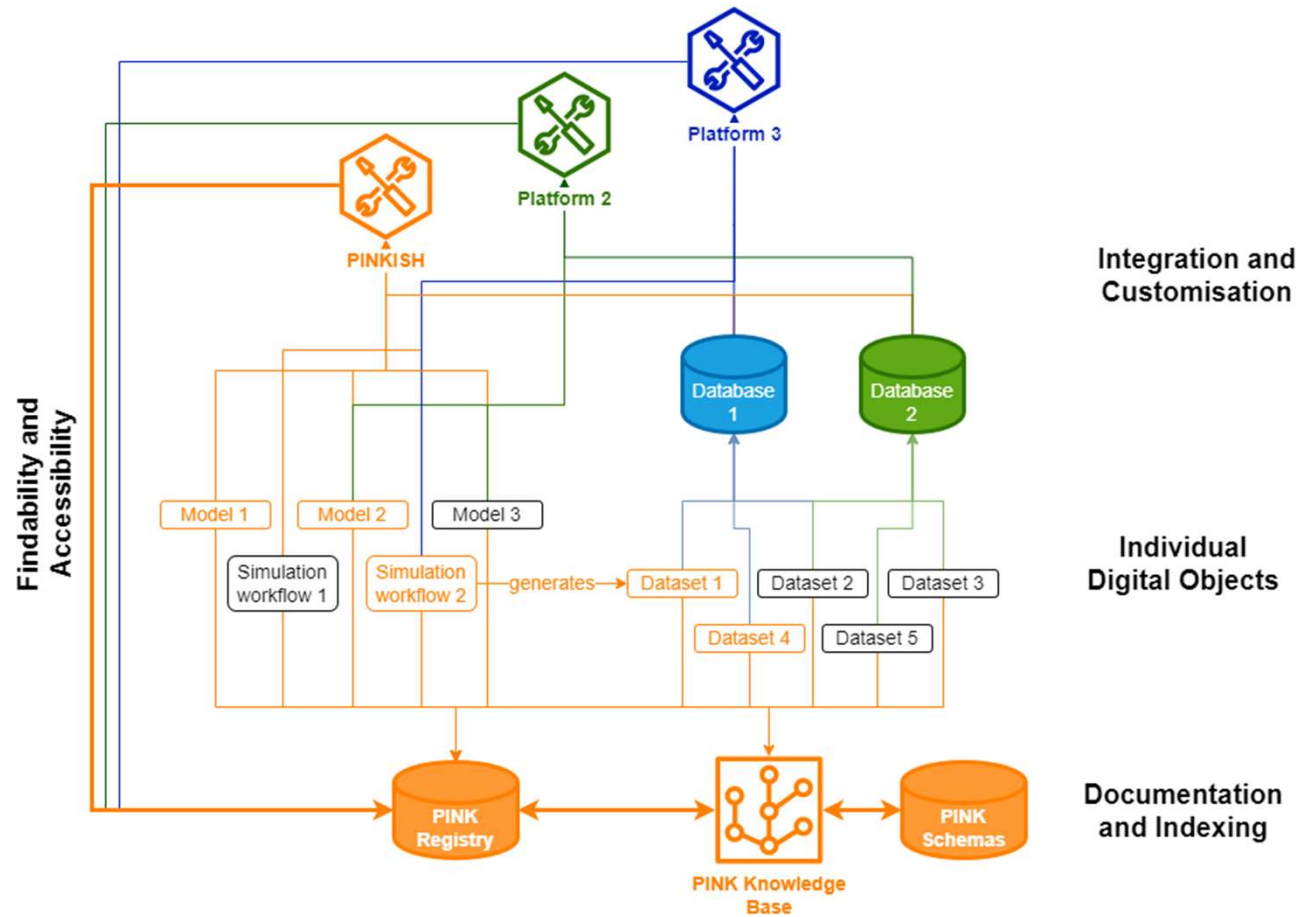 Platform 3
Platform 2
PINKISH
Integration and
Customisation
Database
1
Database
2
Findability and
Accessibility
Model 1
Model 2
Model 3
Simulation
workflow 1
Simulation
workflow 2
generates
Dataset 1
Dataset 2
Dataset 3
Dataset 4
Dataset 5
Individual
Digital Objects
PINK
Registry
PINK Knowledge
Base
PINK
Schemas
Documentation
and Indexing